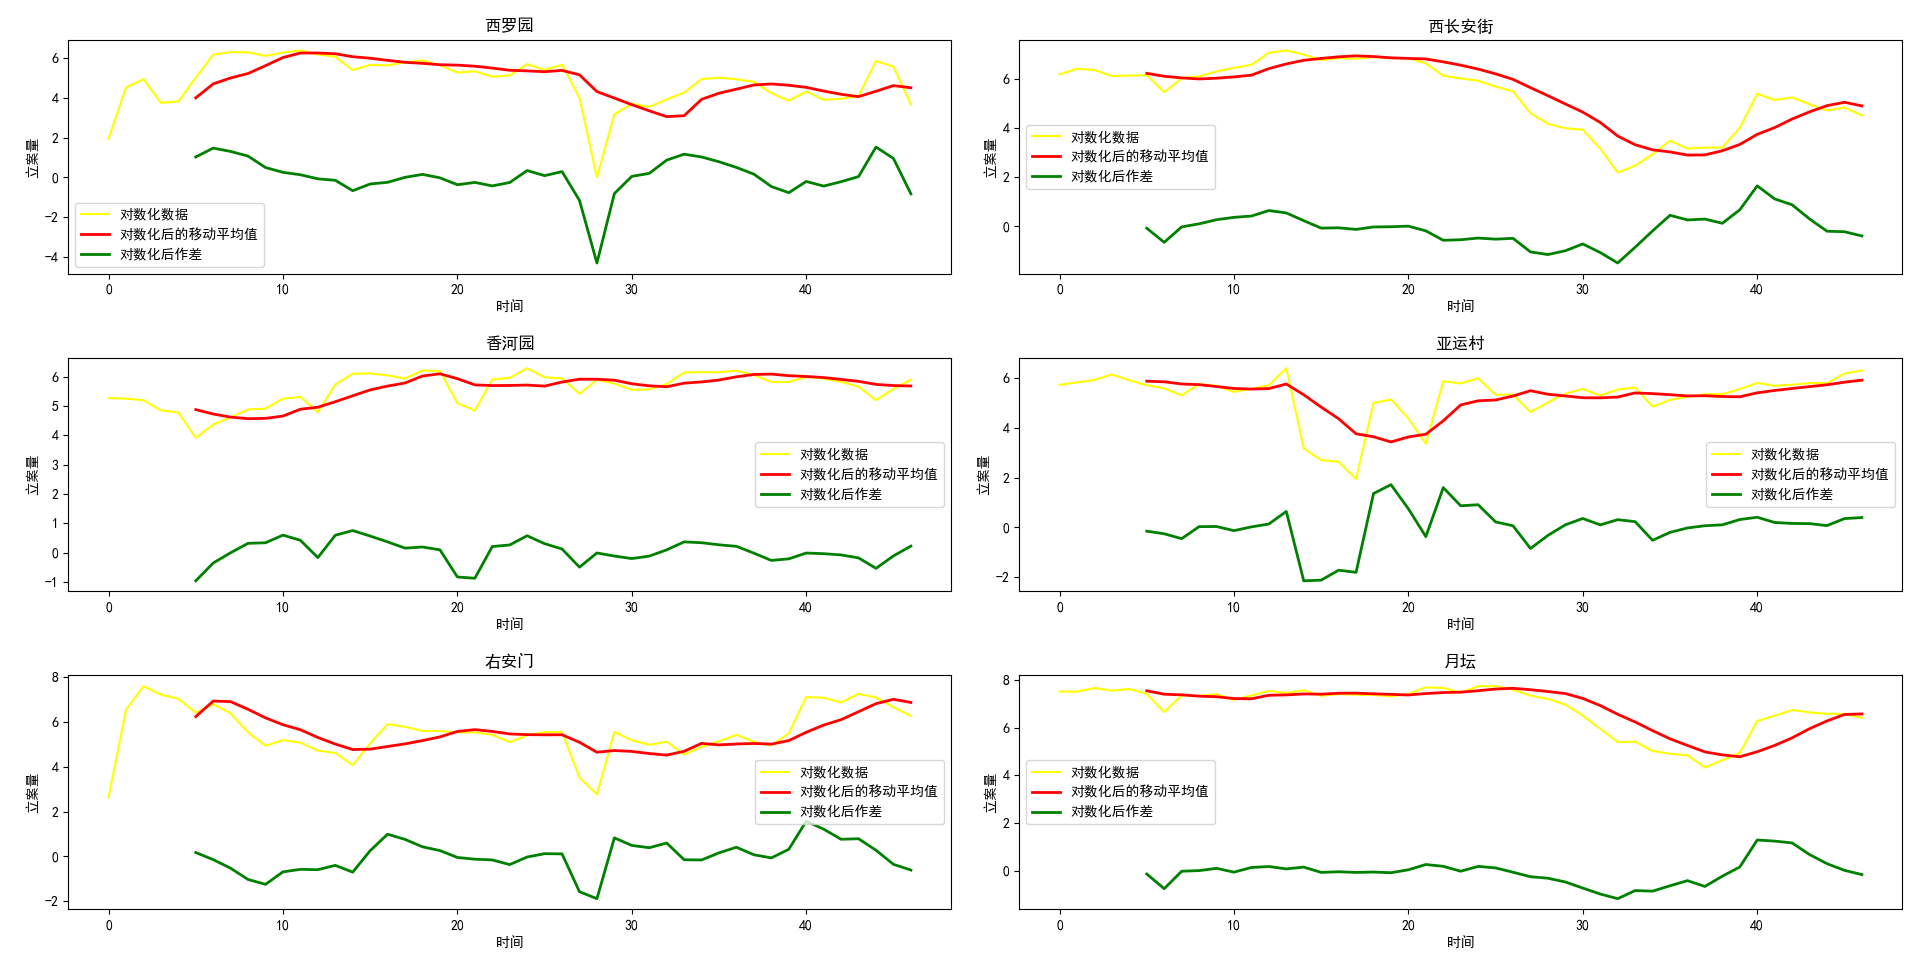 西罗园
6
4
2
0
−2
−4
立案量
对数化数据
对数化后的移动平均值
对数化后作差
0 10 20 30 40
时间
西长安街
6
4
2
0
立案量
对数化数据
对数化后的移动平均值
对数化后作差
0 10 20 30 40
时间
香河园
6
5
4
3
2
1
0
−1
立案量
对数化数据
对数化后的移动平均值
对数化后作差
0 10 20 30 40
时间
亚运村
6
4
2
0
−2
立案量
对数化数据
对数化后的移动平均值
对数化后作差
0 10 20 30 40
时间
右安门
8
6
4
2
0
−2
立案量
对数化数据
对数化后的移动平均值
对数化后作差
0 10 20 30 40
时间
月坛
8
6
4
2
0
立案量
对数化数据
对数化后的移动平均值
对数化后作差
0 10 20 30 40
时间